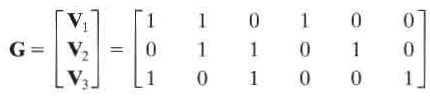 V₁ 1 1 0 1 0 0
G = V₂ = 0 1 1 0 1 0
V₃ 1 0 1 0 0 1